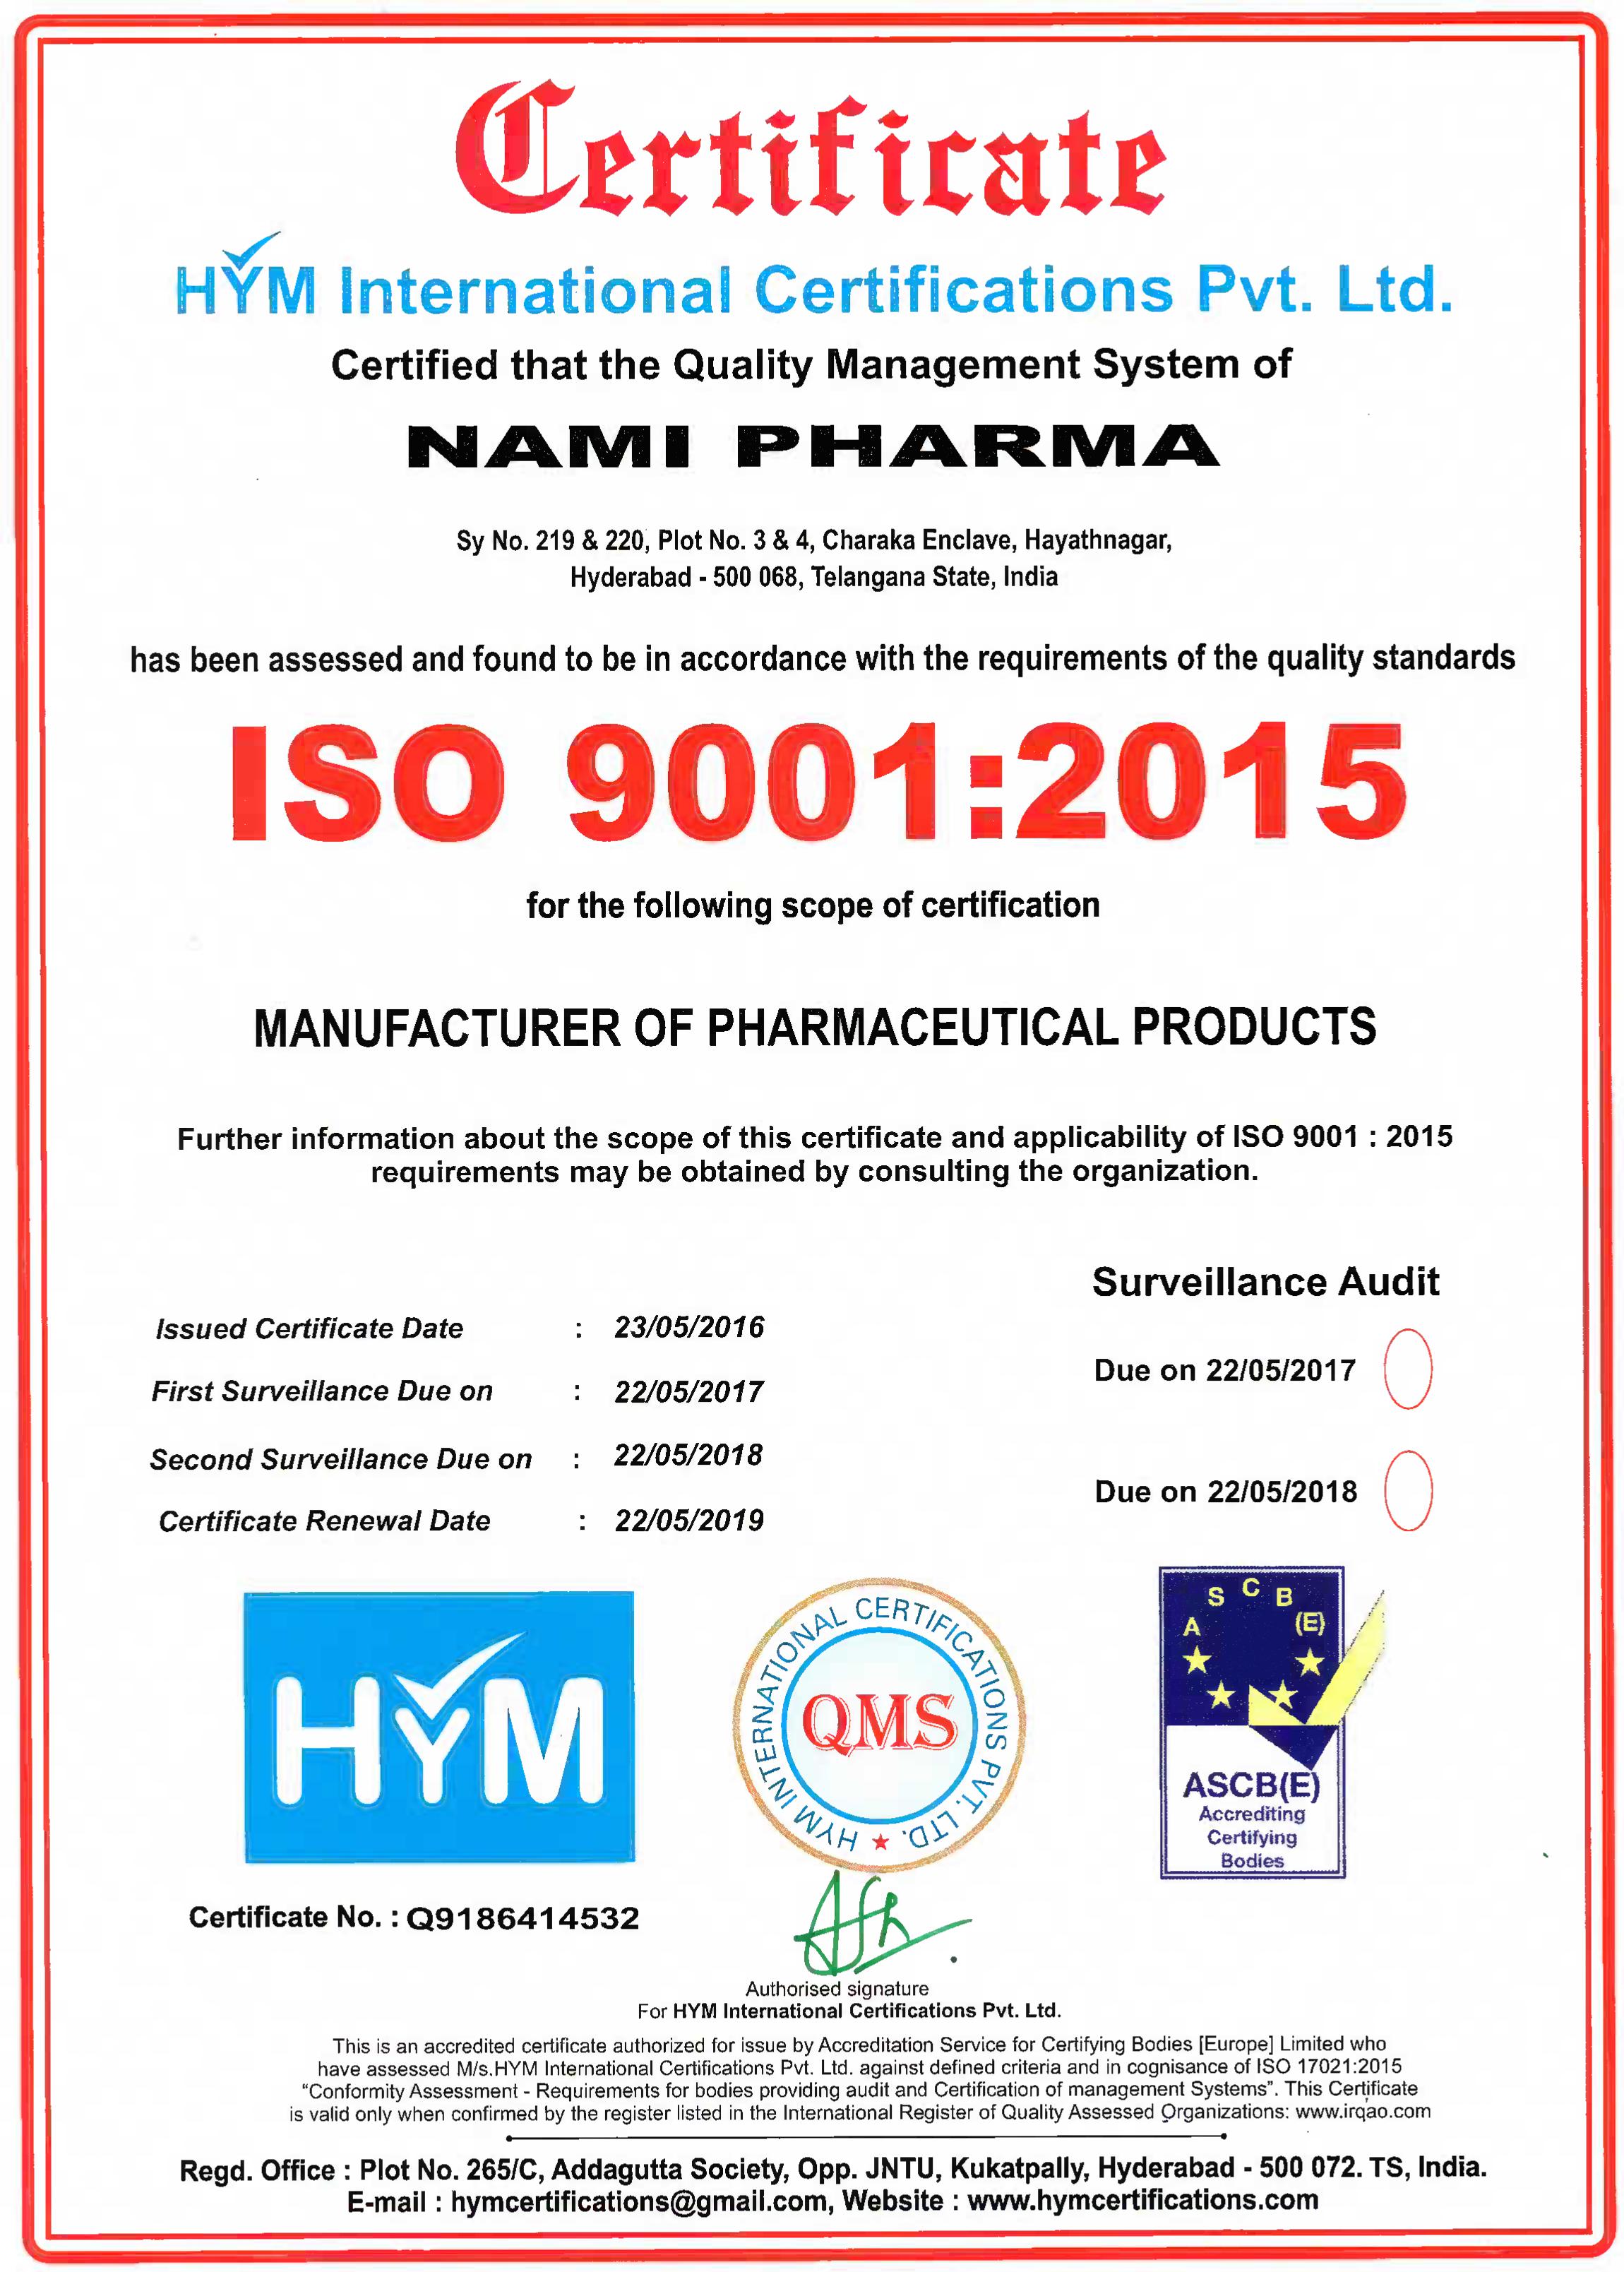 Certificate
HYM International Certifications Pvt. Ltd.
Certified that the Quality Management System of
NAMI PHARMA
Sy No. 219 & 220, Plot No. 3 & 4, Charaka Enclave, Hayathnagar,
Hyderabad - 500 068, Telangana State, India
has been assessed and found to be in accordance with the requirements of the quality standards
ISO 9001:2015
for the following scope of certification
MANUFACTURER OF PHARMACEUTICAL PRODUCTS
Further information about the scope of this certificate and applicability of ISO 9001 : 2015
requirements may be obtained by consulting the organization.
Issued Certificate Date : 23/05/2016
First Surveillance Due on : 22/05/2017
Second Surveillance Due on : 22/05/2018
Certificate Renewal Date : 22/05/2019
Surveillance Audit
Due on 22/05/2017
Due on 22/05/2018
HYM
HYM INTERNATIONAL CERTIFICATIONS PVT. LTD.
QMS
A S C B (E)
ASCB(E)
Accrediting
Certifying
Bodies
Certificate No. : Q9186414532
Authorised signature
For HYM International Certifications Pvt. Ltd.
This is an accredited certificate authorized for issue by Accreditation Service for Certifying Bodies [Europe] Limited who
have assessed M/s.HYM International Certifications Pvt. Ltd. against defined criteria and in cognisance of ISO 17021:2015
“Conformity Assessment - Requirements for bodies providing audit and Certification of management Systems”. This Certificate
is valid only when confirmed by the register listed in the International Register of Quality Assessed Organizations: www.irqao.com
Regd. Office : Plot No. 265/C, Addagutta Society, Opp. JNTU, Kukatpally, Hyderabad - 500 072. TS, India.
E-mail : hymcertifications@gmail.com, Website : www.hymcertifications.com